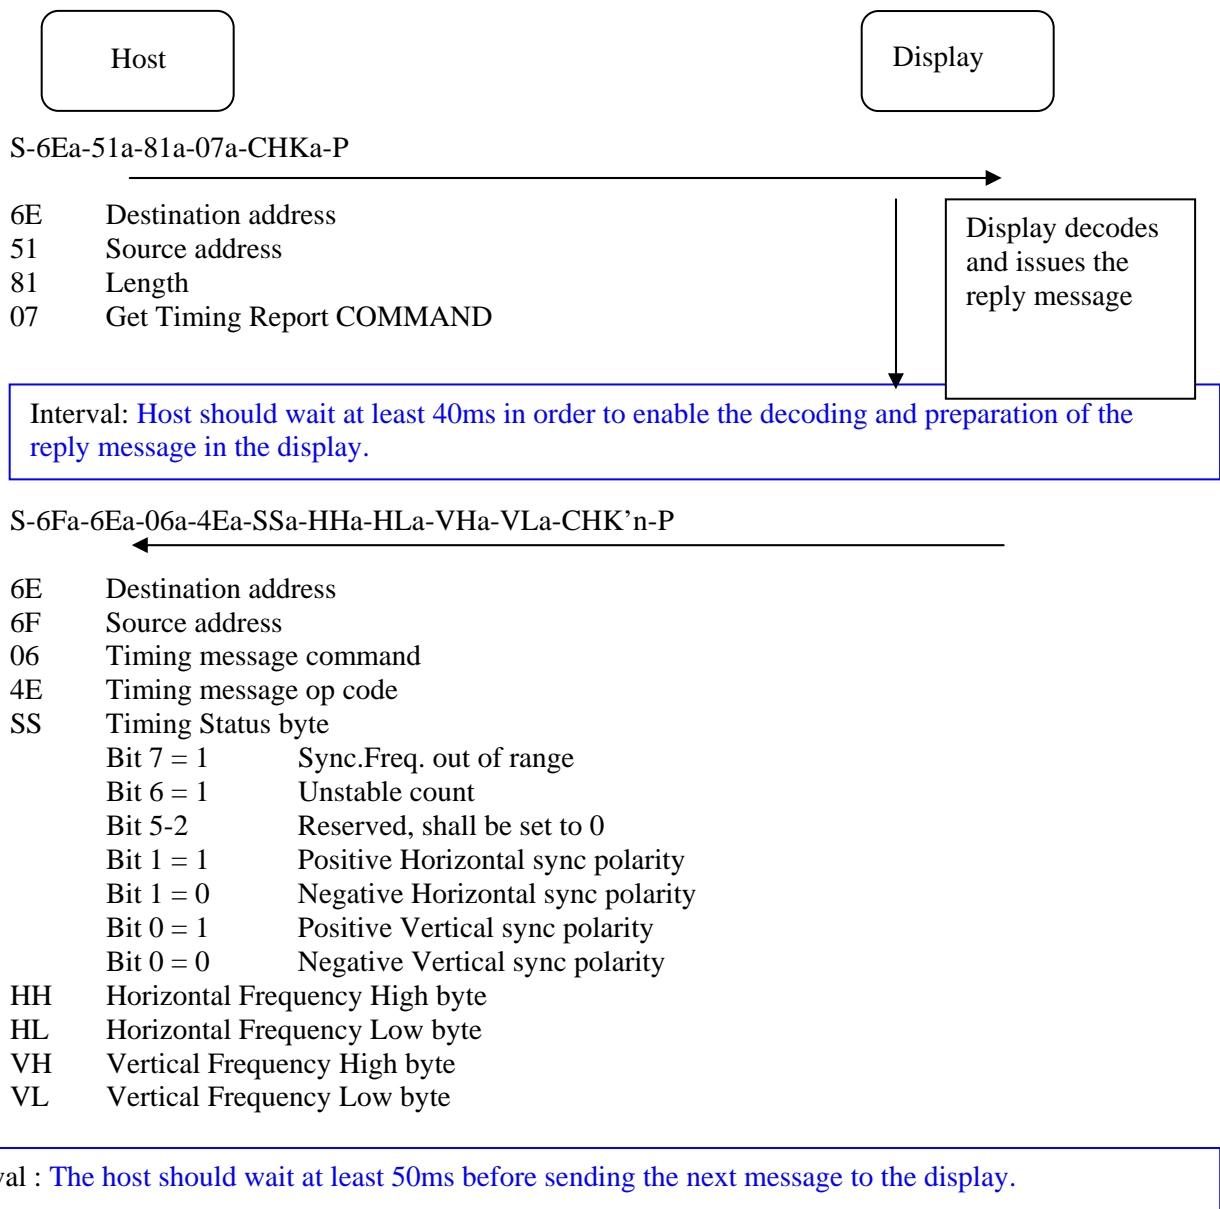 Host
Display
S-6Ea-51a-81a-07a-CHKa-P
6E Destination address
51 Source address
81 Length
07 Get Timing Report COMMAND
Display decodes
and issues the
reply message
Interval: Host should wait at least 40ms in order to enable the decoding and preparation of the
reply message in the display.
S-6Fa-6Ea-06a-4Ea-SSa-HHa-HLa-VHa-VLa-CHK’n-P
6E Destination address
6F Source address
06 Timing message command
4E Timing message op code
SS Timing Status byte
Bit 7 = 1 Sync.Freq. out of range
Bit 6 = 1 Unstable count
Bit 5-2 Reserved, shall be set to 0
Bit 1 = 1 Positive Horizontal sync polarity
Bit 1 = 0 Negative Horizontal sync polarity
Bit 0 = 1 Positive Vertical sync polarity
Bit 0 = 0 Negative Vertical sync polarity
HH Horizontal Frequency High byte
HL Horizontal Frequency Low byte
VH Vertical Frequency High byte
VL Vertical Frequency Low byte
val : The host should wait at least 50ms before sending the next message to the display.